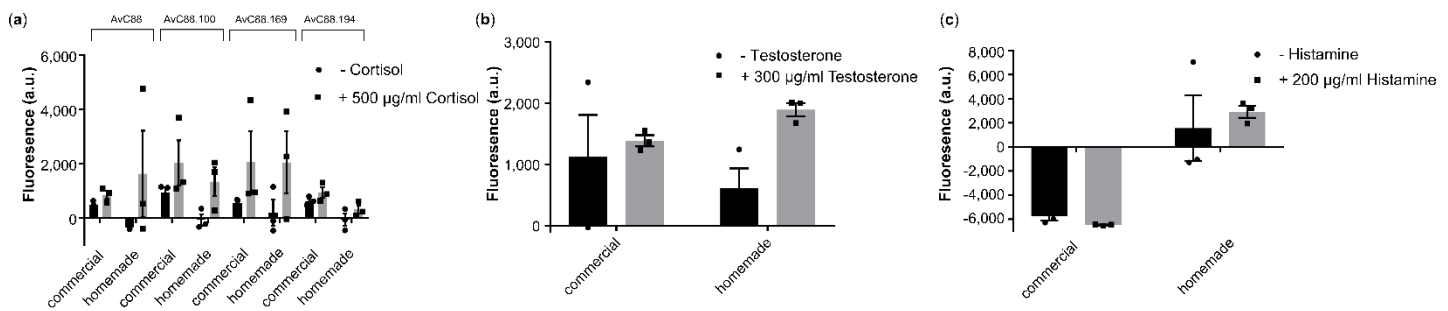 (a)
AvC88 AvC88.100 AvC88.169 AvC88.194
Fluoresence (a.u.)
6,000
4,000
2,000
0
- Cortisol
+ 500 µg/ml Cortisol
commercial
homemade
commercial
homemade
commercial
homemade
commercial
homemade
(b)
Fluoresence (a.u.)
3,000
2,000
1,000
0
- Testosterone
+ 300 µg/ml Testosterone
commercial
homemade
(c)
Fluoresence (a.u.)
8,000
6,000
4,000
2,000
0
-2,000
-4,000
-6,000
- Histamine
+ 200 µg/ml Histamine
commercial
homemade